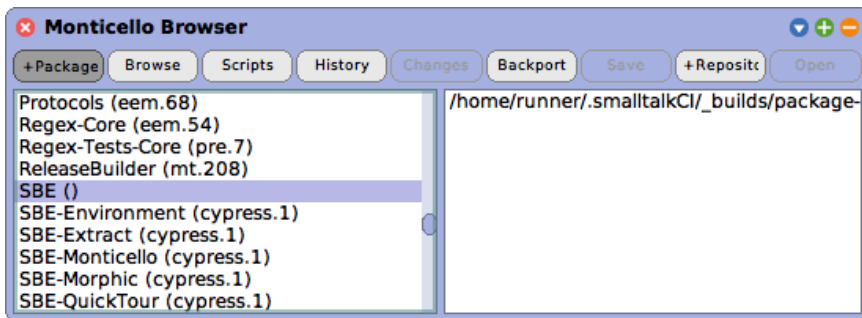 Monticello Browser
+Package Browse Scripts History Changes Backport Save +Reposito Open
Protocols (eem.68)
Regex-Core (eem.54)
Regex-Tests-Core (pre.7)
ReleaseBuilder (mt.208)
SBE ()
SBE-Environment (cypress.1)
SBE-Extract (cypress.1)
SBE-Monticello (cypress.1)
SBE-Morphic (cypress.1)
SBE-QuickTour (cypress.1)
/home/runner/.smalltalkCI/_builds/package-